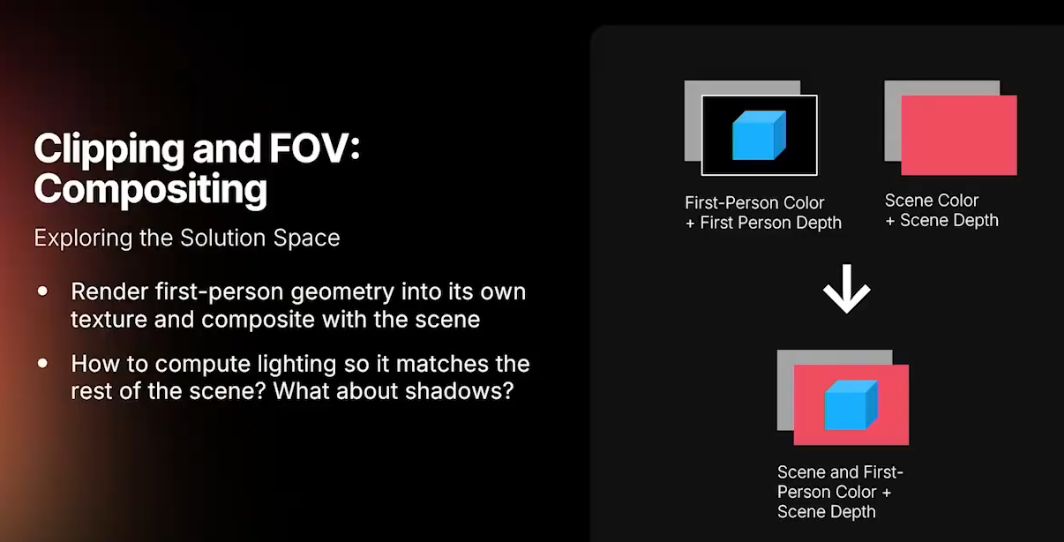 Clipping and FOV:
Compositing
Exploring the Solution Space
• Render first-person geometry into its own
texture and composite with the scene
• How to compute lighting so it matches the
rest of the scene? What about shadows?
First-Person Color
+ First Person Depth
Scene Color
+ Scene Depth
Scene and First-
Person Color +
Scene Depth